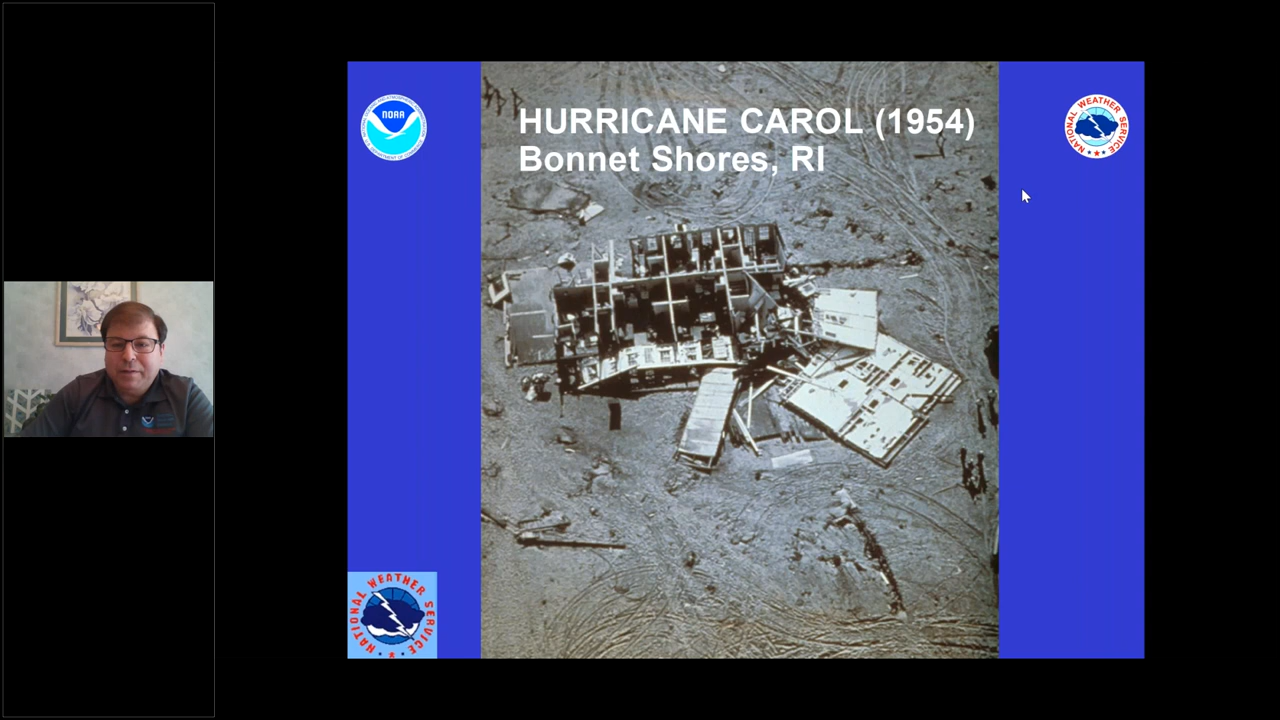 HURRICANE CAROL (1954)
Bonnet Shores, RI
NOAA
NATIONAL WEATHER SERVICE
NATIONAL WEATHER SERVICE